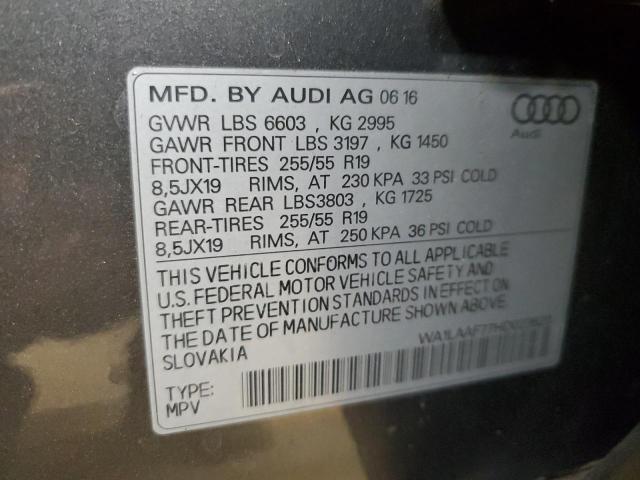 MFD. BY AUDI AG 06 16
GVWR LBS 6603 , KG 2995
GAWR FRONT LBS 3197 , KG 1450
FRONT-TIRES 255/55 R19
8,5JX19 RIMS, AT 230 KPA 33 PSI COLD
GAWR REAR LBS3803 , KG 1725
REAR-TIRES 255/55 R19
8,5JX19 RIMS, AT 250 KPA 36 PSI COLD
Audi
THIS VEHICLE CONFORMS TO ALL APPLICABLE
U.S. FEDERAL MOTOR VEHICLE SAFETY AND
THEFT PREVENTION STANDARDS IN EFFECT ON
THE DATE OF MANUFACTURE SHOWN ABOVE.
SLOVAKIA
TYPE:
MPV